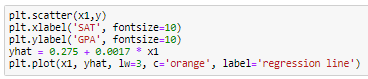 plt.scatter(x1,y)
plt.xlabel('SAT', fontsize=10)
plt.ylabel('GPA', fontsize=10)
yhat = 0.275 + 0.0017 * x1
plt.plot(x1, yhat, lw=3, c='orange', label='regression line')